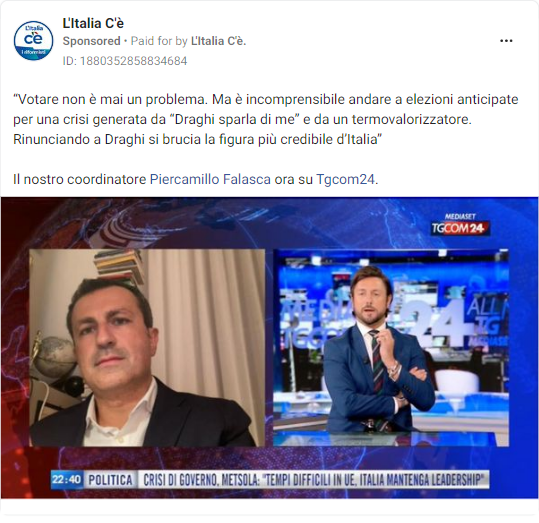 L'Italia C'è
Sponsored • Paid for by L'Italia C'è.
ID: 1880352858834684
L'Italia
c'è
“Votare non è mai un problema. Ma è incomprensibile andare a elezioni anticipate
per una crisi generata da “Draghi sparla di me” e da un termovalorizzatore.
Rinunciando a Draghi si brucia la figura più credibile d’Italia”
Il nostro coordinatore Piercamillo Falasca ora su Tgcom24.
MEDIASET
TGCOM24
24
22:40 POLITICA CRISI DI GOVERNO, METSOLA: "TEMPI DIFFICILI IN UE, ITALIA MANTENGA LEADERSHIP"